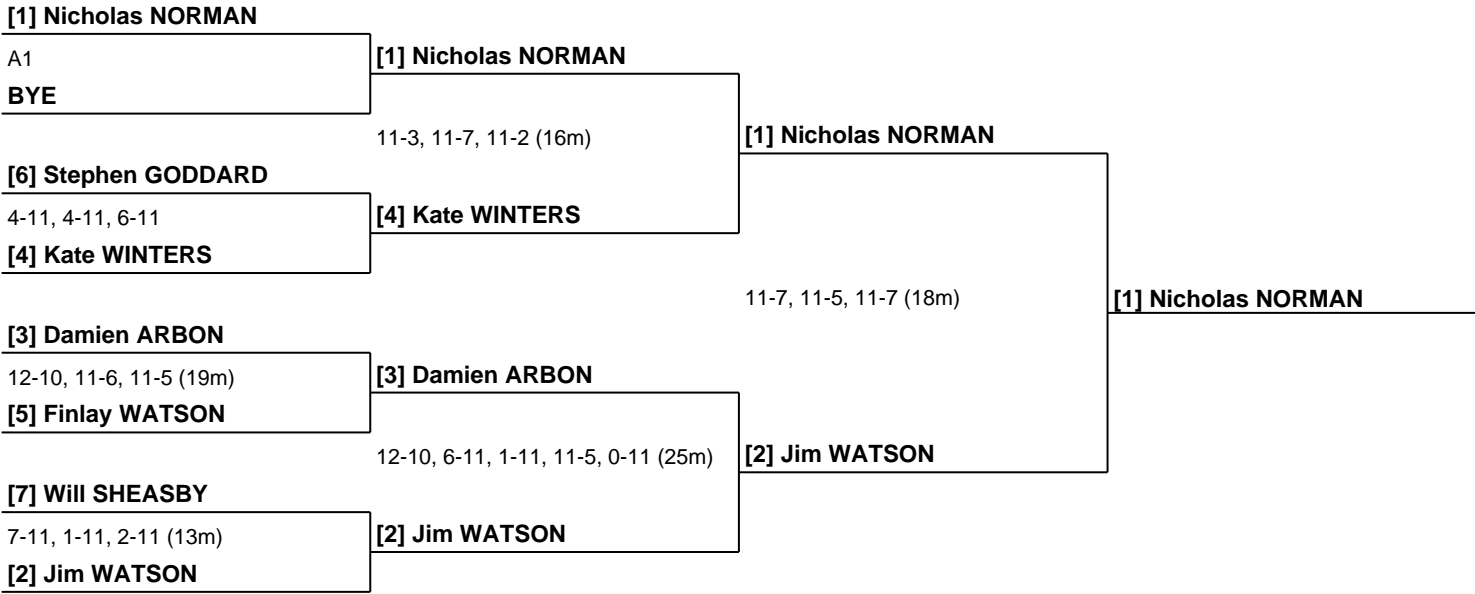 [1] Nicholas NORMAN
A1
BYE
[6] Stephen GODDARD
4-11, 4-11, 6-11
[4] Kate WINTERS
[3] Damien ARBON
12-10, 11-6, 11-5 (19m)
[5] Finlay WATSON
[7] Will SHEASBY
7-11, 1-11, 2-11 (13m)
[2] Jim WATSON
[1] Nicholas NORMAN
11-3, 11-7, 11-2 (16m)
[4] Kate WINTERS
[3] Damien ARBON
12-10, 6-11, 1-11, 11-5, 0-11 (25m)
[2] Jim WATSON
[1] Nicholas NORMAN
11-7, 11-5, 11-7 (18m)
[2] Jim WATSON
[1] Nicholas NORMAN